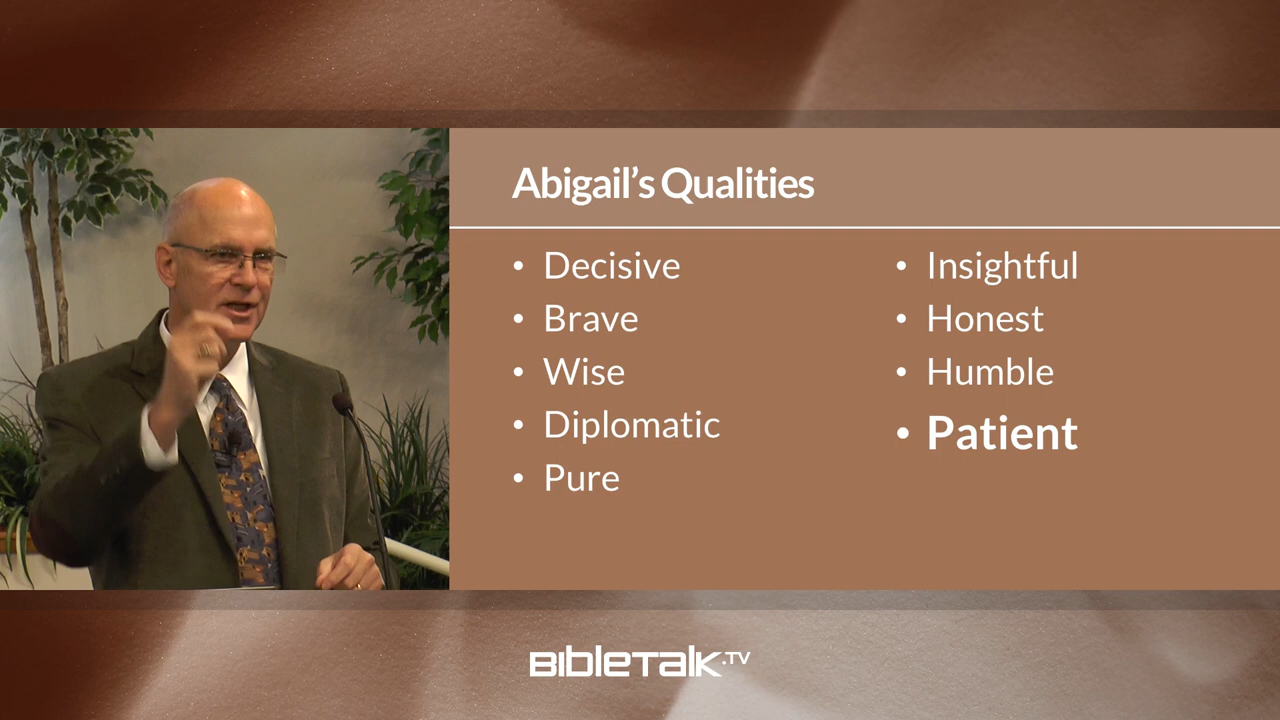 Abigail’s Qualities
• Decisive
• Brave
• Wise
• Diplomatic
• Pure
• Insightful
• Honest
• Humble
• Patient
BibleTalk.TV